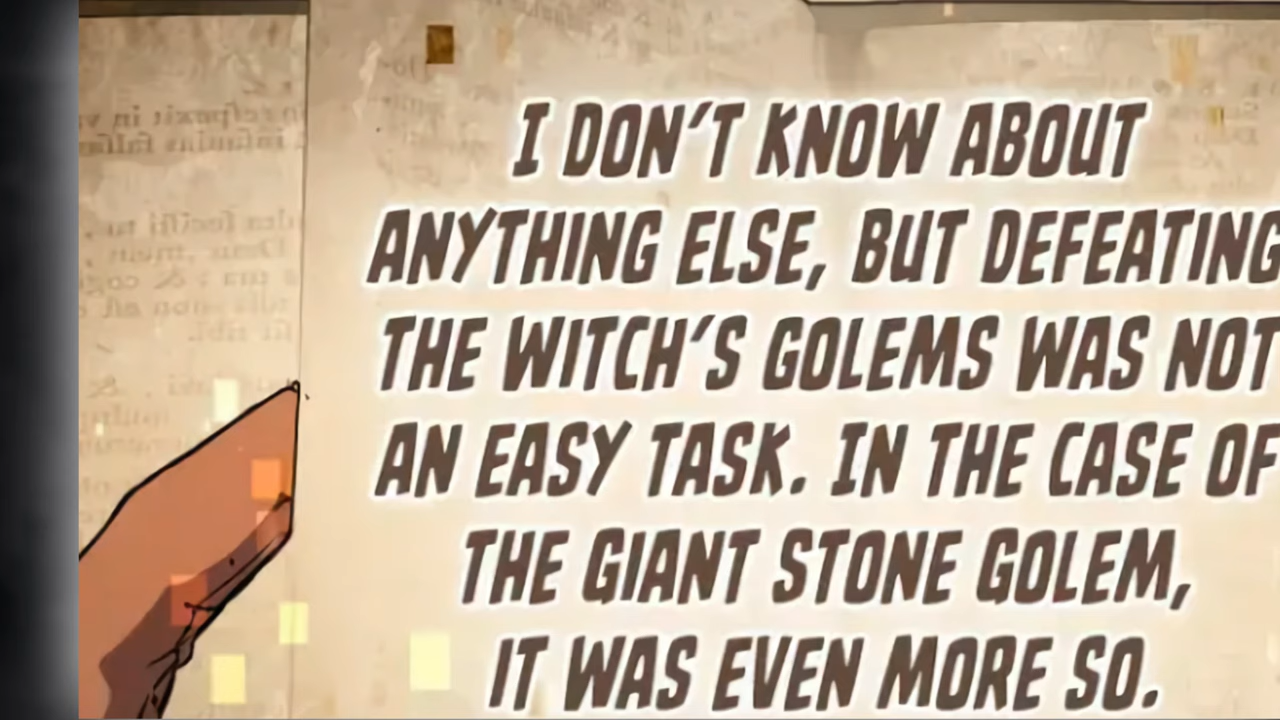 I DON'T KNOW ABOUT
ANYTHING ELSE, BUT DEFEATING
THE WITCH'S GOLEMS WAS NOT
AN EASY TASK. IN THE CASE OF
THE GIANT STONE GOLEM,
IT WAS EVEN MORE SO.